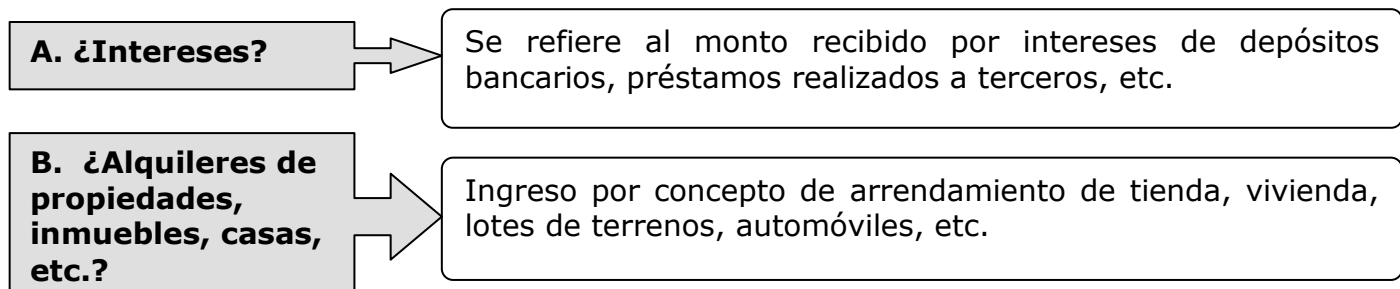 A. ¿Intereses?
Se refiere al monto recibido por intereses de depósitos
bancarios, préstamos realizados a terceros, etc.
B. ¿Alquileres de
propiedades,
inmuebles, casas,
etc.?
Ingreso por concepto de arrendamiento de tienda, vivienda,
lotes de terrenos, automóviles, etc.